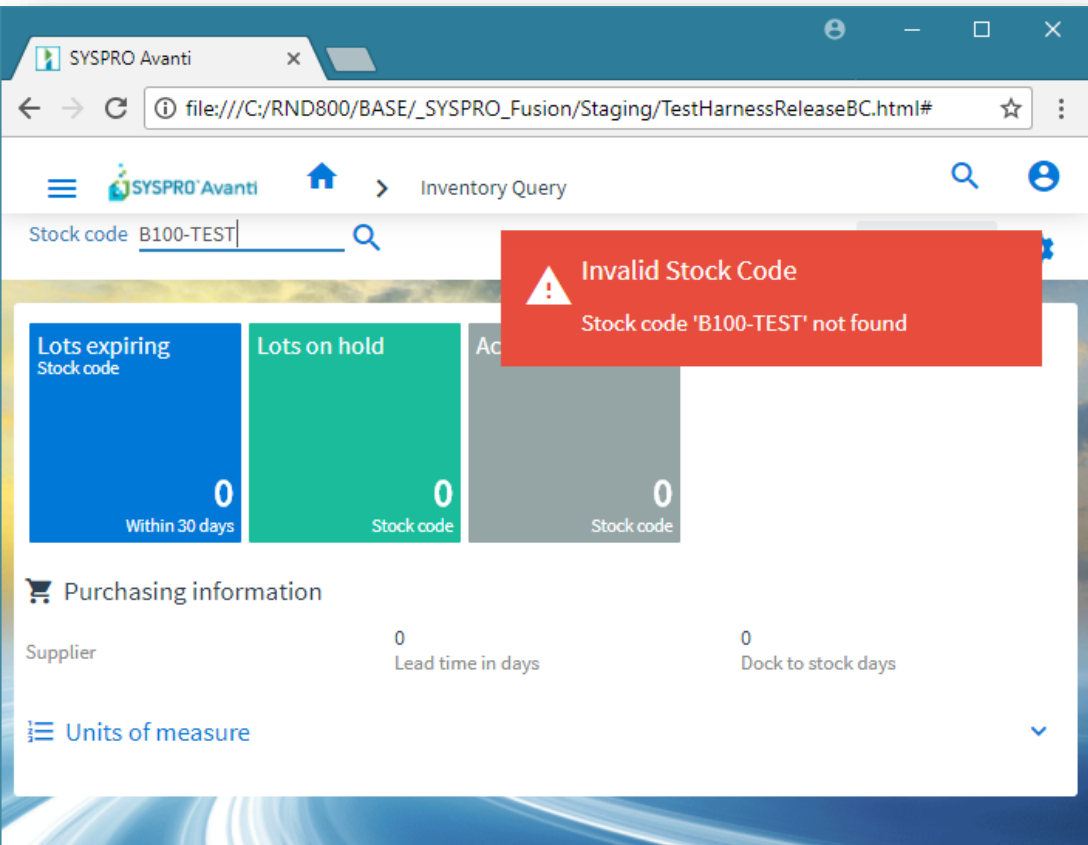 SYSPRO Avanti
file:///C:/RND800/BASE/_SYSPRO_Fusion/Staging/TestHarnessReleaseBC.html#
SYSPRO Avanti
Inventory Query
Stock code B100-TEST
Invalid Stock Code
Stock code 'B100-TEST' not found
Lots expiring
Stock code
0
Within 30 days
Lots on hold
0
Stock code
Ac
0
Stock code
Purchasing information
Supplier
0
Lead time in days
0
Dock to stock days
Units of measure